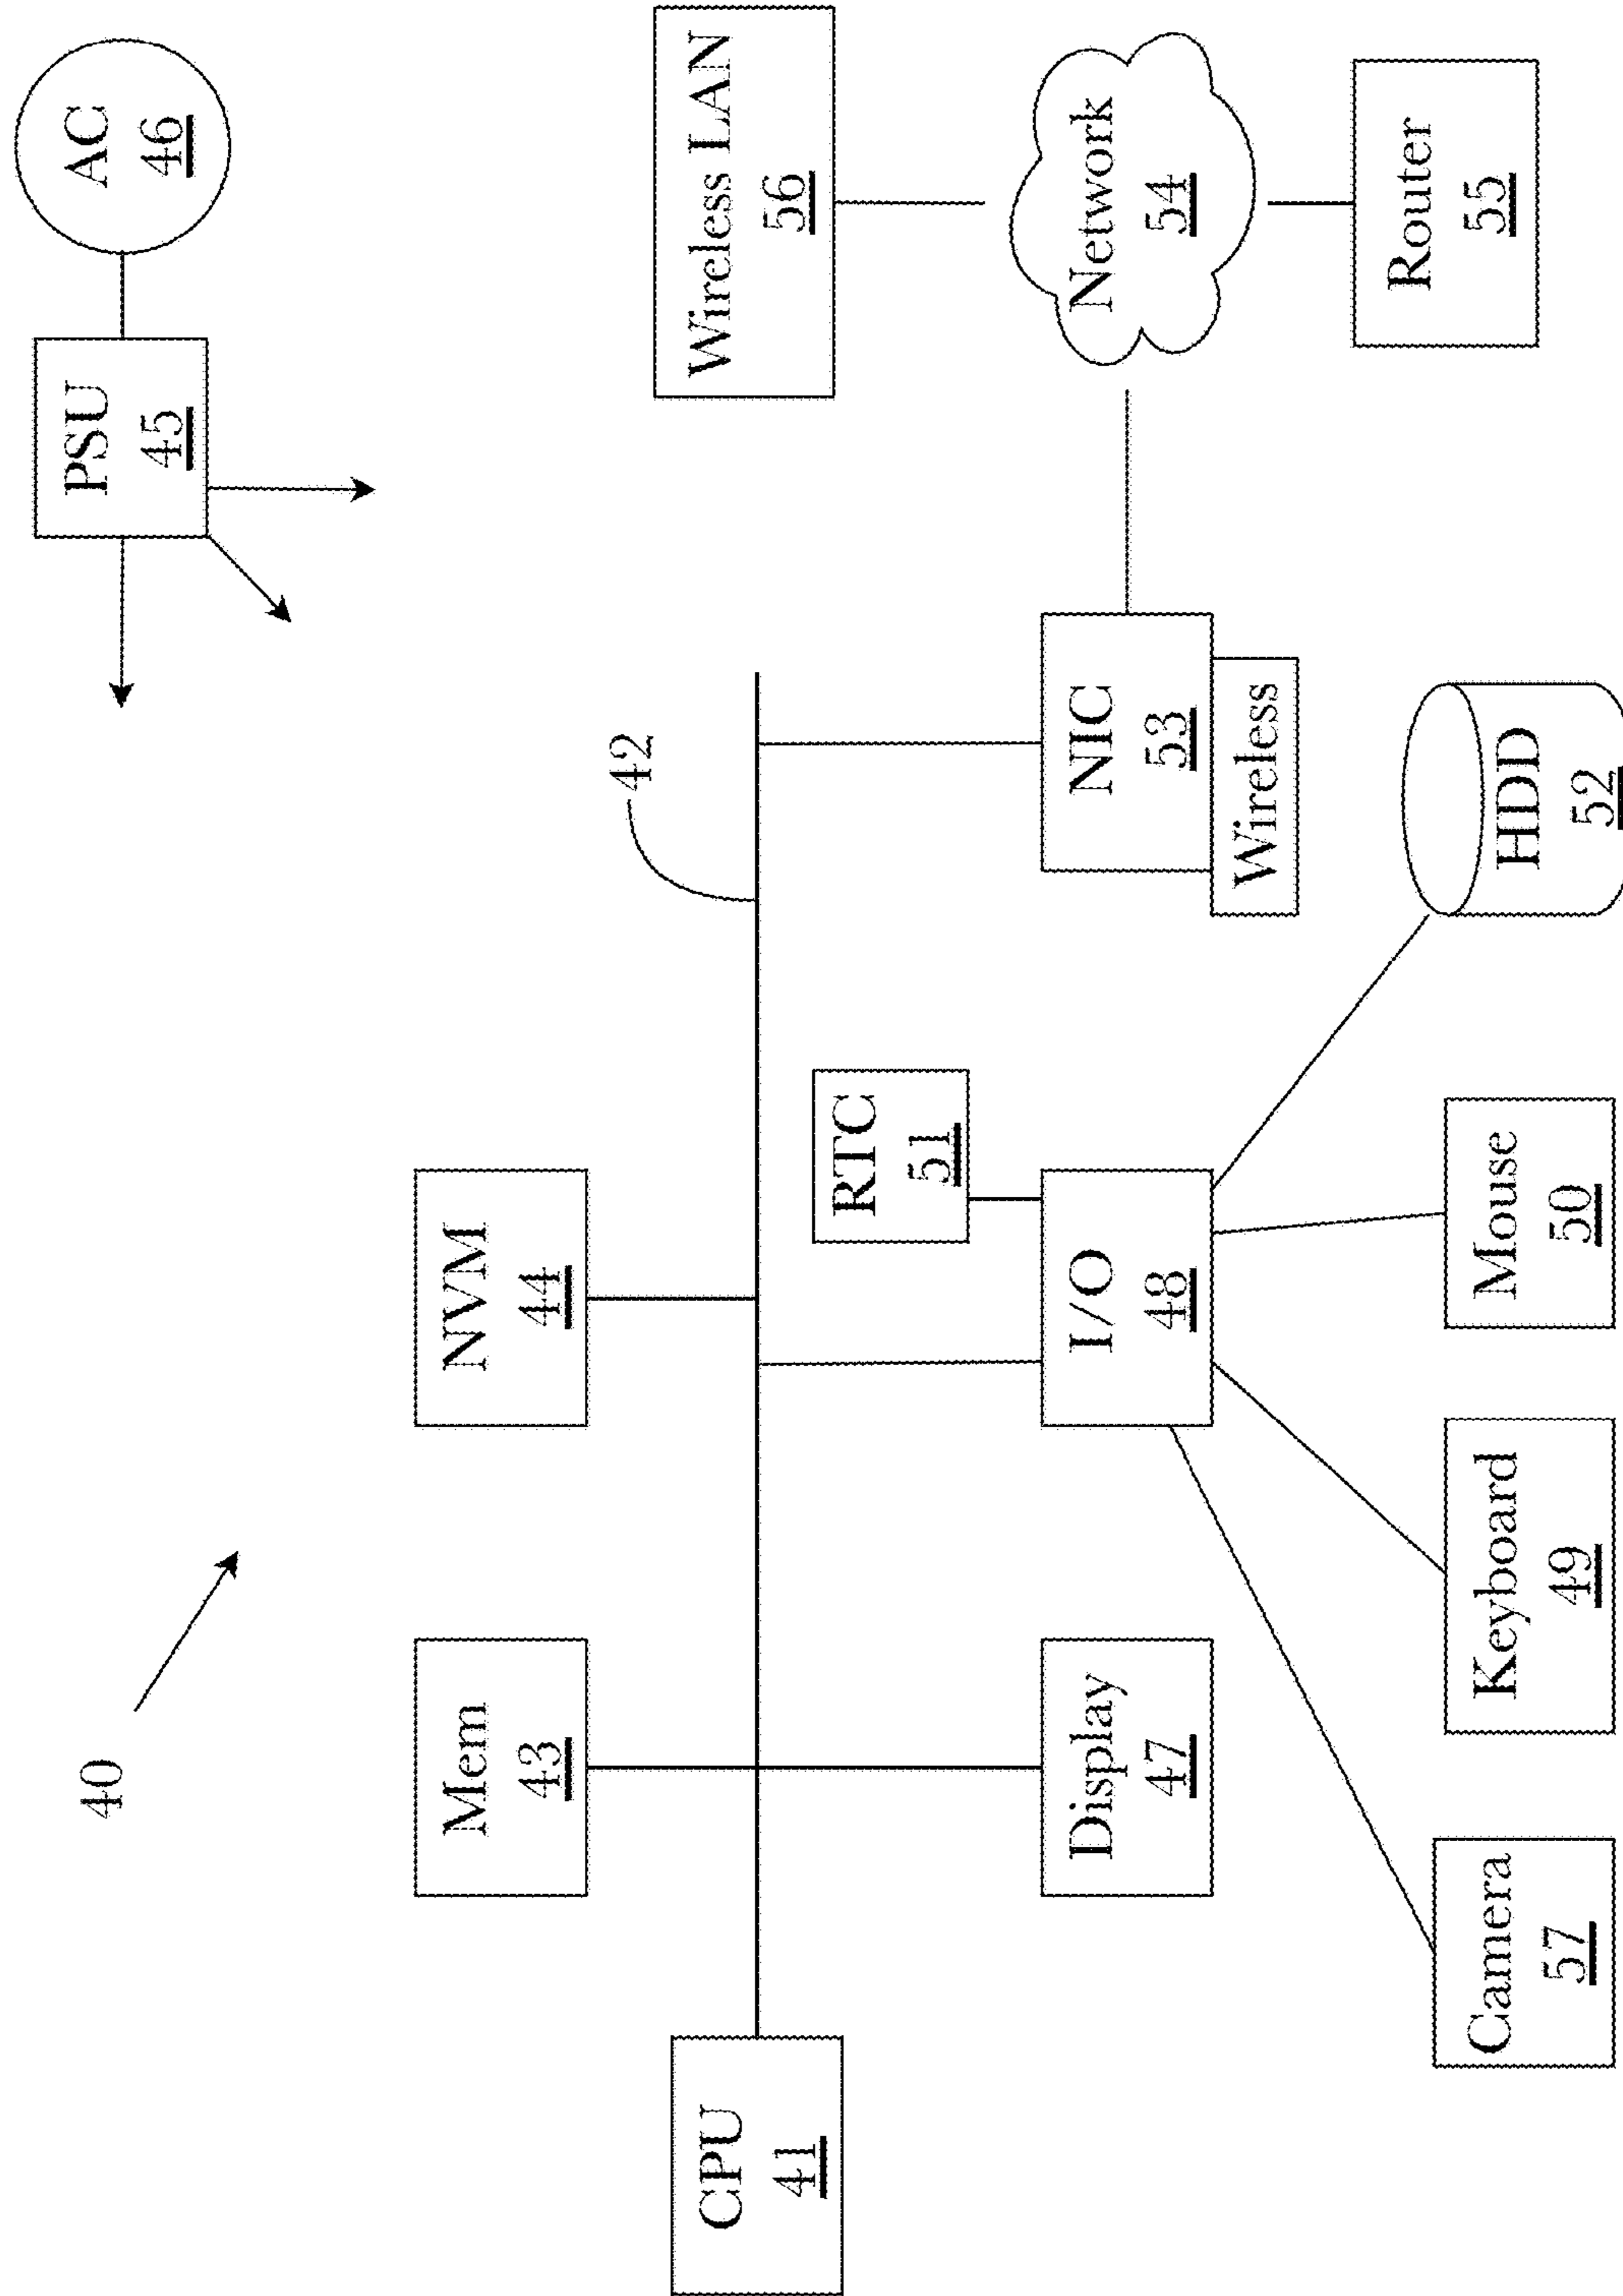 40
AC
46
PSU
45
Mem
43
NVM
44
42
Wireless LAN
56
CPU
41
RTC
51
Display
47
I/O
48
NIC
53
Wireless
Network
54
Camera
57
Keyboard
49
Mouse
50
HDD
52
Router
55